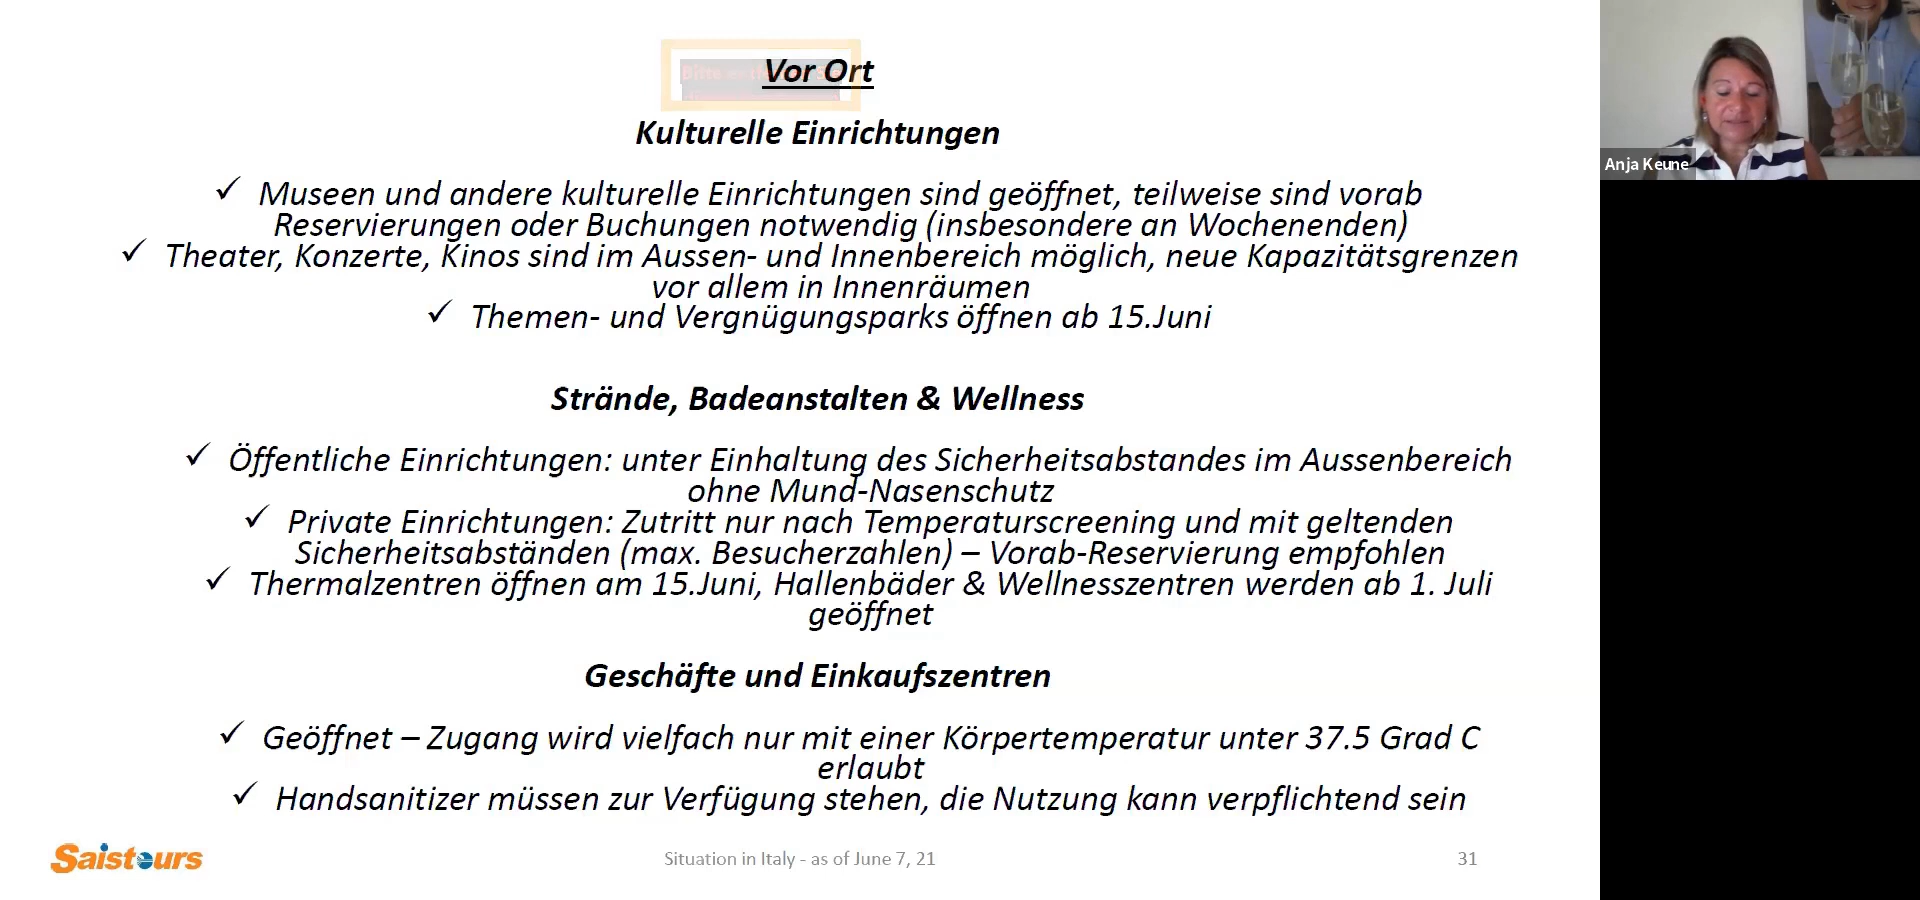 Vor Ort
Kulturelle Einrichtungen
✓ Museen und andere kulturelle Einrichtungen sind geöffnet, teilweise sind vorab
Reservierungen oder Buchungen notwendig (insbesondere an Wochenenden)
✓ Theater, Konzerte, Kinos sind im Aussen- und Innenbereich möglich, neue Kapazitätsgrenzen
vor allem in Innenräumen
✓ Themen- und Vergnügungsparks öffnen ab 15.Juni
Strände, Badeanstalten & Wellness
✓ Öffentliche Einrichtungen: unter Einhaltung des Sicherheitsabstandes im Aussenbereich
ohne Mund-Nasenschutz
✓ Private Einrichtungen: Zutritt nur nach Temperaturscreening und mit geltenden
Sicherheitsabständen (max. Besucherzahlen) – Vorab-Reservierung empfohlen
✓ Thermalzentren öffnen am 15.Juni, Hallenbäder & Wellnesszentren werden ab 1. Juli
geöffnet
Geschäfte und Einkaufszentren
✓ Geöffnet – Zugang wird vielfach nur mit einer Körpertemperatur unter 37.5 Grad C
erlaubt
✓ Handsanitizer müssen zur Verfügung stehen, die Nutzung kann verpflichtend sein
Saistours
Situation in Italy - as of June 7, 21
31
Anja Keune